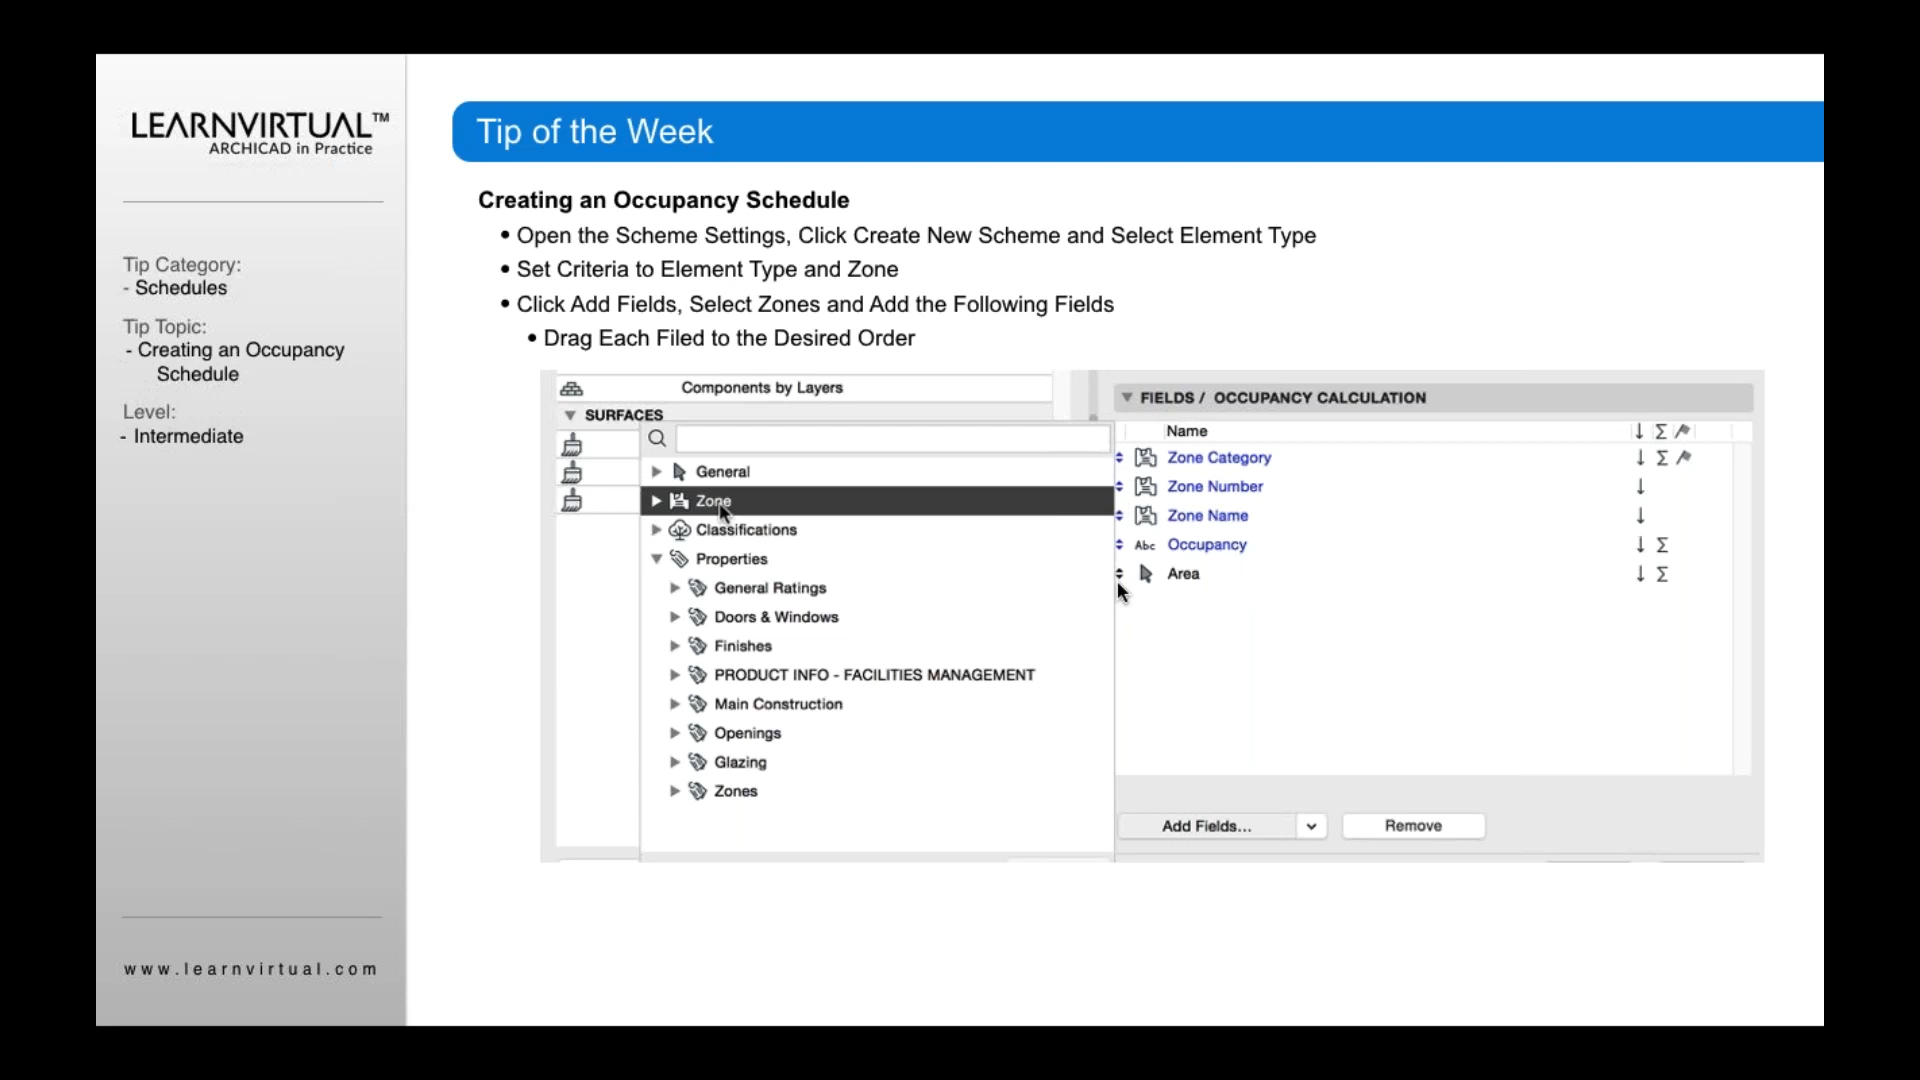 LEARNVIRTUAL™
ARCHICAD in Practice
Tip Category:
- Schedules
Tip Topic:
- Creating an Occupancy
Schedule
Level:
- Intermediate
www.learnvirtual.com
Tip of the Week
Creating an Occupancy Schedule
• Open the Scheme Settings, Click Create New Scheme and Select Element Type
• Set Criteria to Element Type and Zone
• Click Add Fields, Select Zones and Add the Following Fields
• Drag Each Filed to the Desired Order
Components by Layers
SURFACES
General
Zone
Classifications
Properties
General Ratings
Doors & Windows
Finishes
PRODUCT INFO - FACILITIES MANAGEMENT
Main Construction
Openings
Glazing
Zones
FIELDS / OCCUPANCY CALCULATION
Name ↓ Σ
Zone Category ↓ Σ
Zone Number ↓
Zone Name ↓
Abc Occupancy ↓ Σ
Area ↓ Σ
Add Fields... Remove